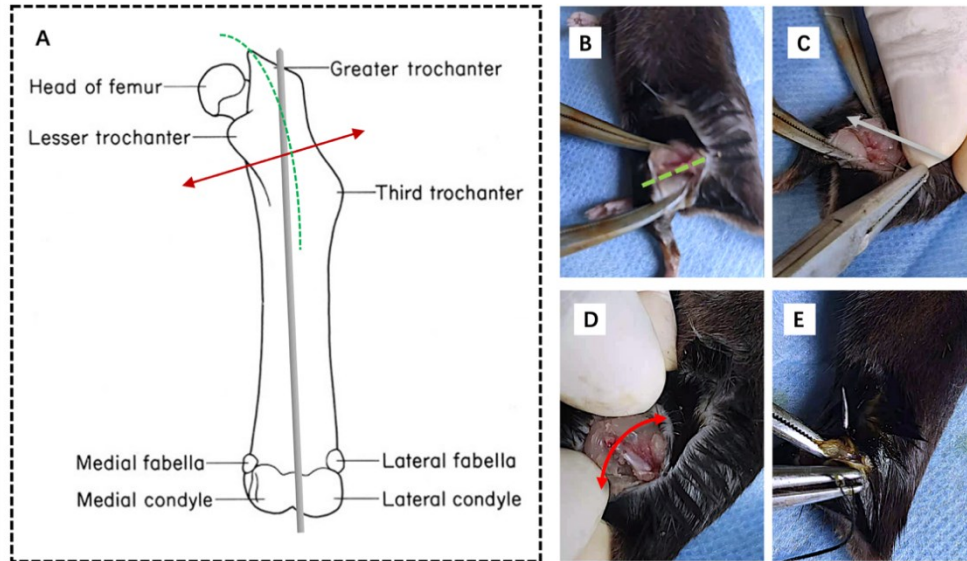 A
Head of femur
Greater trochanter
Lesser trochanter
Third trochanter
Medial fabella
Lateral fabella
Medial condyle
Lateral condyle
B
C
D
E